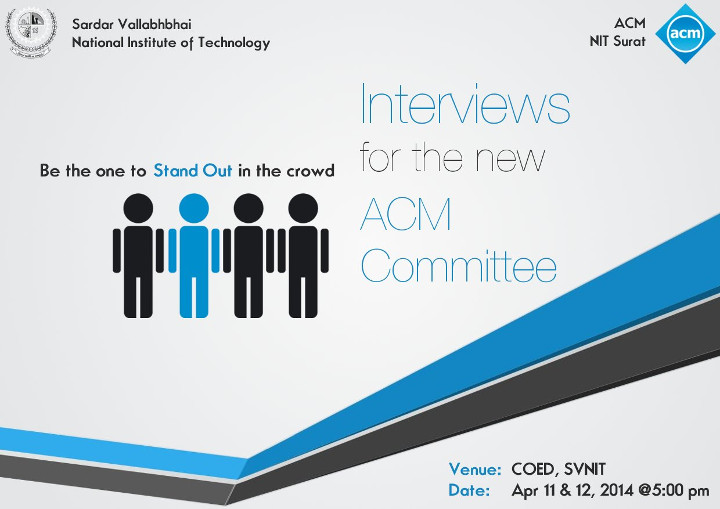 Sardar Vallabhbhai
National Institute of Technology
ACM
NIT Surat
acm
Interviews
for the new
ACM
Committee
Be the one to Stand Out in the crowd
Venue: COED, SVNIT
Date: Apr 11 & 12, 2014 @5:00 pm